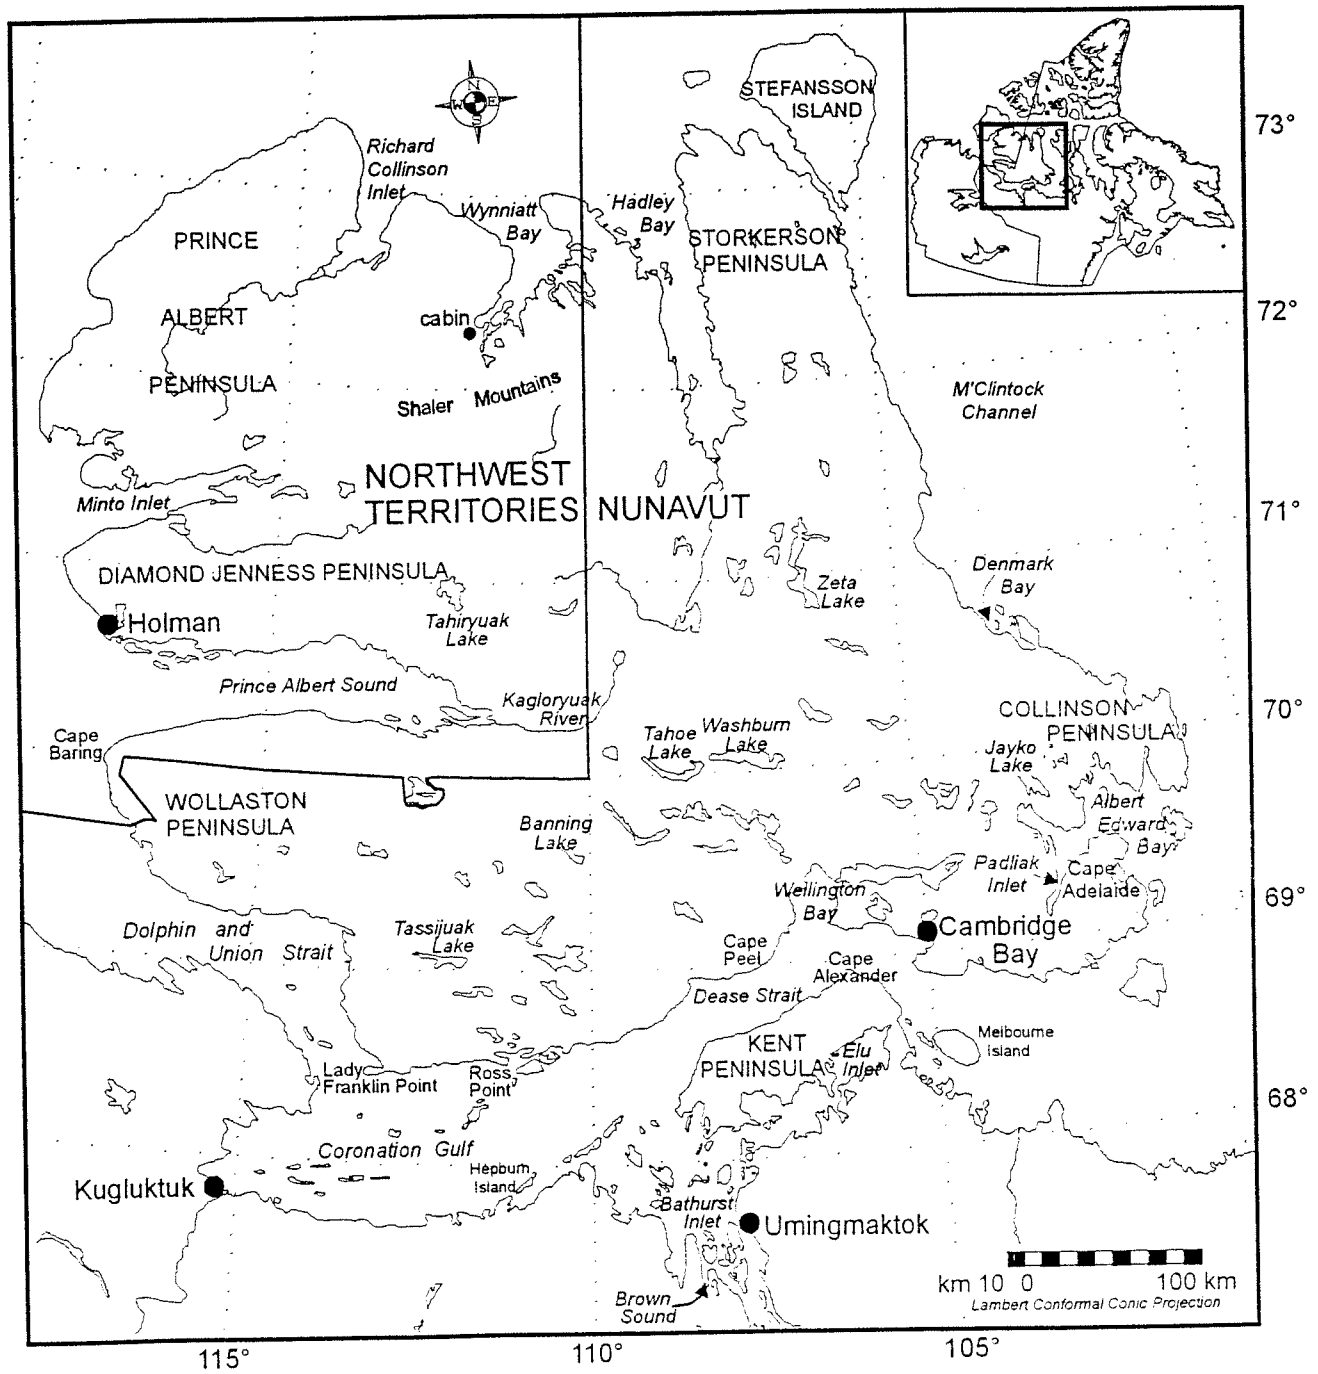 N
W E
S
STEFANSSON
ISLAND
73°
Richard
Collinson
Inlet
Wynniatt
Bay
Hadley
Bay
PRINCE
ALBERT
PENINSULA
STORKERSON
PENINSULA
72°
cabin
Shaler Mountains
M'Clintock
Channel
NORTHWEST
TERRITORIES
NUNAVUT
Minto Inlet
71°
DIAMOND JENNESS PENINSULA
Denmark
Bay
Zeta
Lake
Holman
Tahiryuak
Lake
Prince Albert Sound
Kagloryuak
River
70°
COLLINSON
PENINSULA
Cape
Baring
Tahoe
Lake
Washburn
Lake
Jayko
Lake
WOLLASTON
PENINSULA
Albert
Edward
Bay
Banning
Lake
Padliak
Inlet
Cape
Adelaide
69°
Wellington
Bay
Dolphin and
Union Strait
Tassijuak
Lake
Cambridge
Bay
Cape
Peel
Cape
Alexander
Dease Strait
Melbourne
Island
KENT
PENINSULA
Elu
Inlet
Lady
Franklin Point
Ross
Point
68°
Coronation Gulf
Hepburn
Island
Kugluktuk
Bathurst
Inlet
Umingmaktok
Brown
Sound
km 10 0 100 km
Lambert Conformal Conic Projection
115° 110° 105°